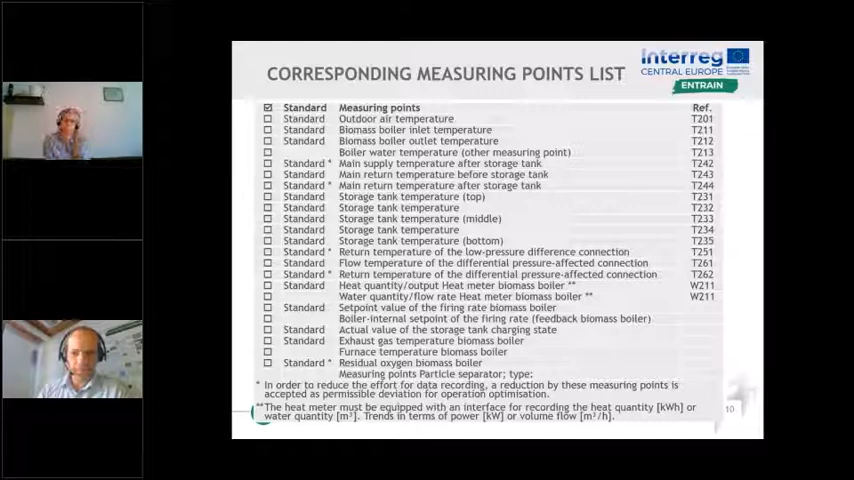 Interreg
CENTRAL EUROPE
ENTRAIN
CORRESPONDING MEASURING POINTS LIST
☑ Standard Measuring points Ref.
☐ Standard Outdoor air temperature T201
☐ Standard Biomass boiler inlet temperature T211
☐ Standard Biomass boiler outlet temperature T212
☐ Boiler water temperature (other measuring point) T213
☐ Standard * Main supply temperature after storage tank T242
☐ Standard Main return temperature before storage tank T243
☐ Standard * Main return temperature after storage tank T244
☐ Standard Storage tank temperature (top) T231
☐ Standard Storage tank temperature T232
☐ Standard Storage tank temperature (middle) T233
☐ Standard Storage tank temperature T234
☐ Standard Storage tank temperature (bottom) T235
☐ Standard * Return temperature of the low-pressure difference connection T251
☐ Standard Flow temperature of the differential pressure-affected connection T261
☐ Standard * Return temperature of the differential pressure-affected connection T262
☐ Standard Heat quantity/output Heat meter biomass boiler ** W211
☐ Water quantity/flow rate Heat meter biomass boiler ** W211
☐ Standard Setpoint value of the firing rate biomass boiler
☐ Boiler-internal setpoint of the firing rate (feedback biomass boiler)
☐ Standard Actual value of the storage tank charging state
☐ Standard Exhaust gas temperature biomass boiler
☐ Furnace temperature biomass boiler
☐ Standard * Residual oxygen biomass boiler
Measuring points Particle separator; type:
* In order to reduce the effort for data recording, a reduction by these measuring points is
accepted as permissible deviation for operation optimisation.
**The heat meter must be equipped with an interface for recording the heat quantity [kWh] or
water quantity [m³]. Trends in terms of power [kW] or volume flow [m³/h].
10